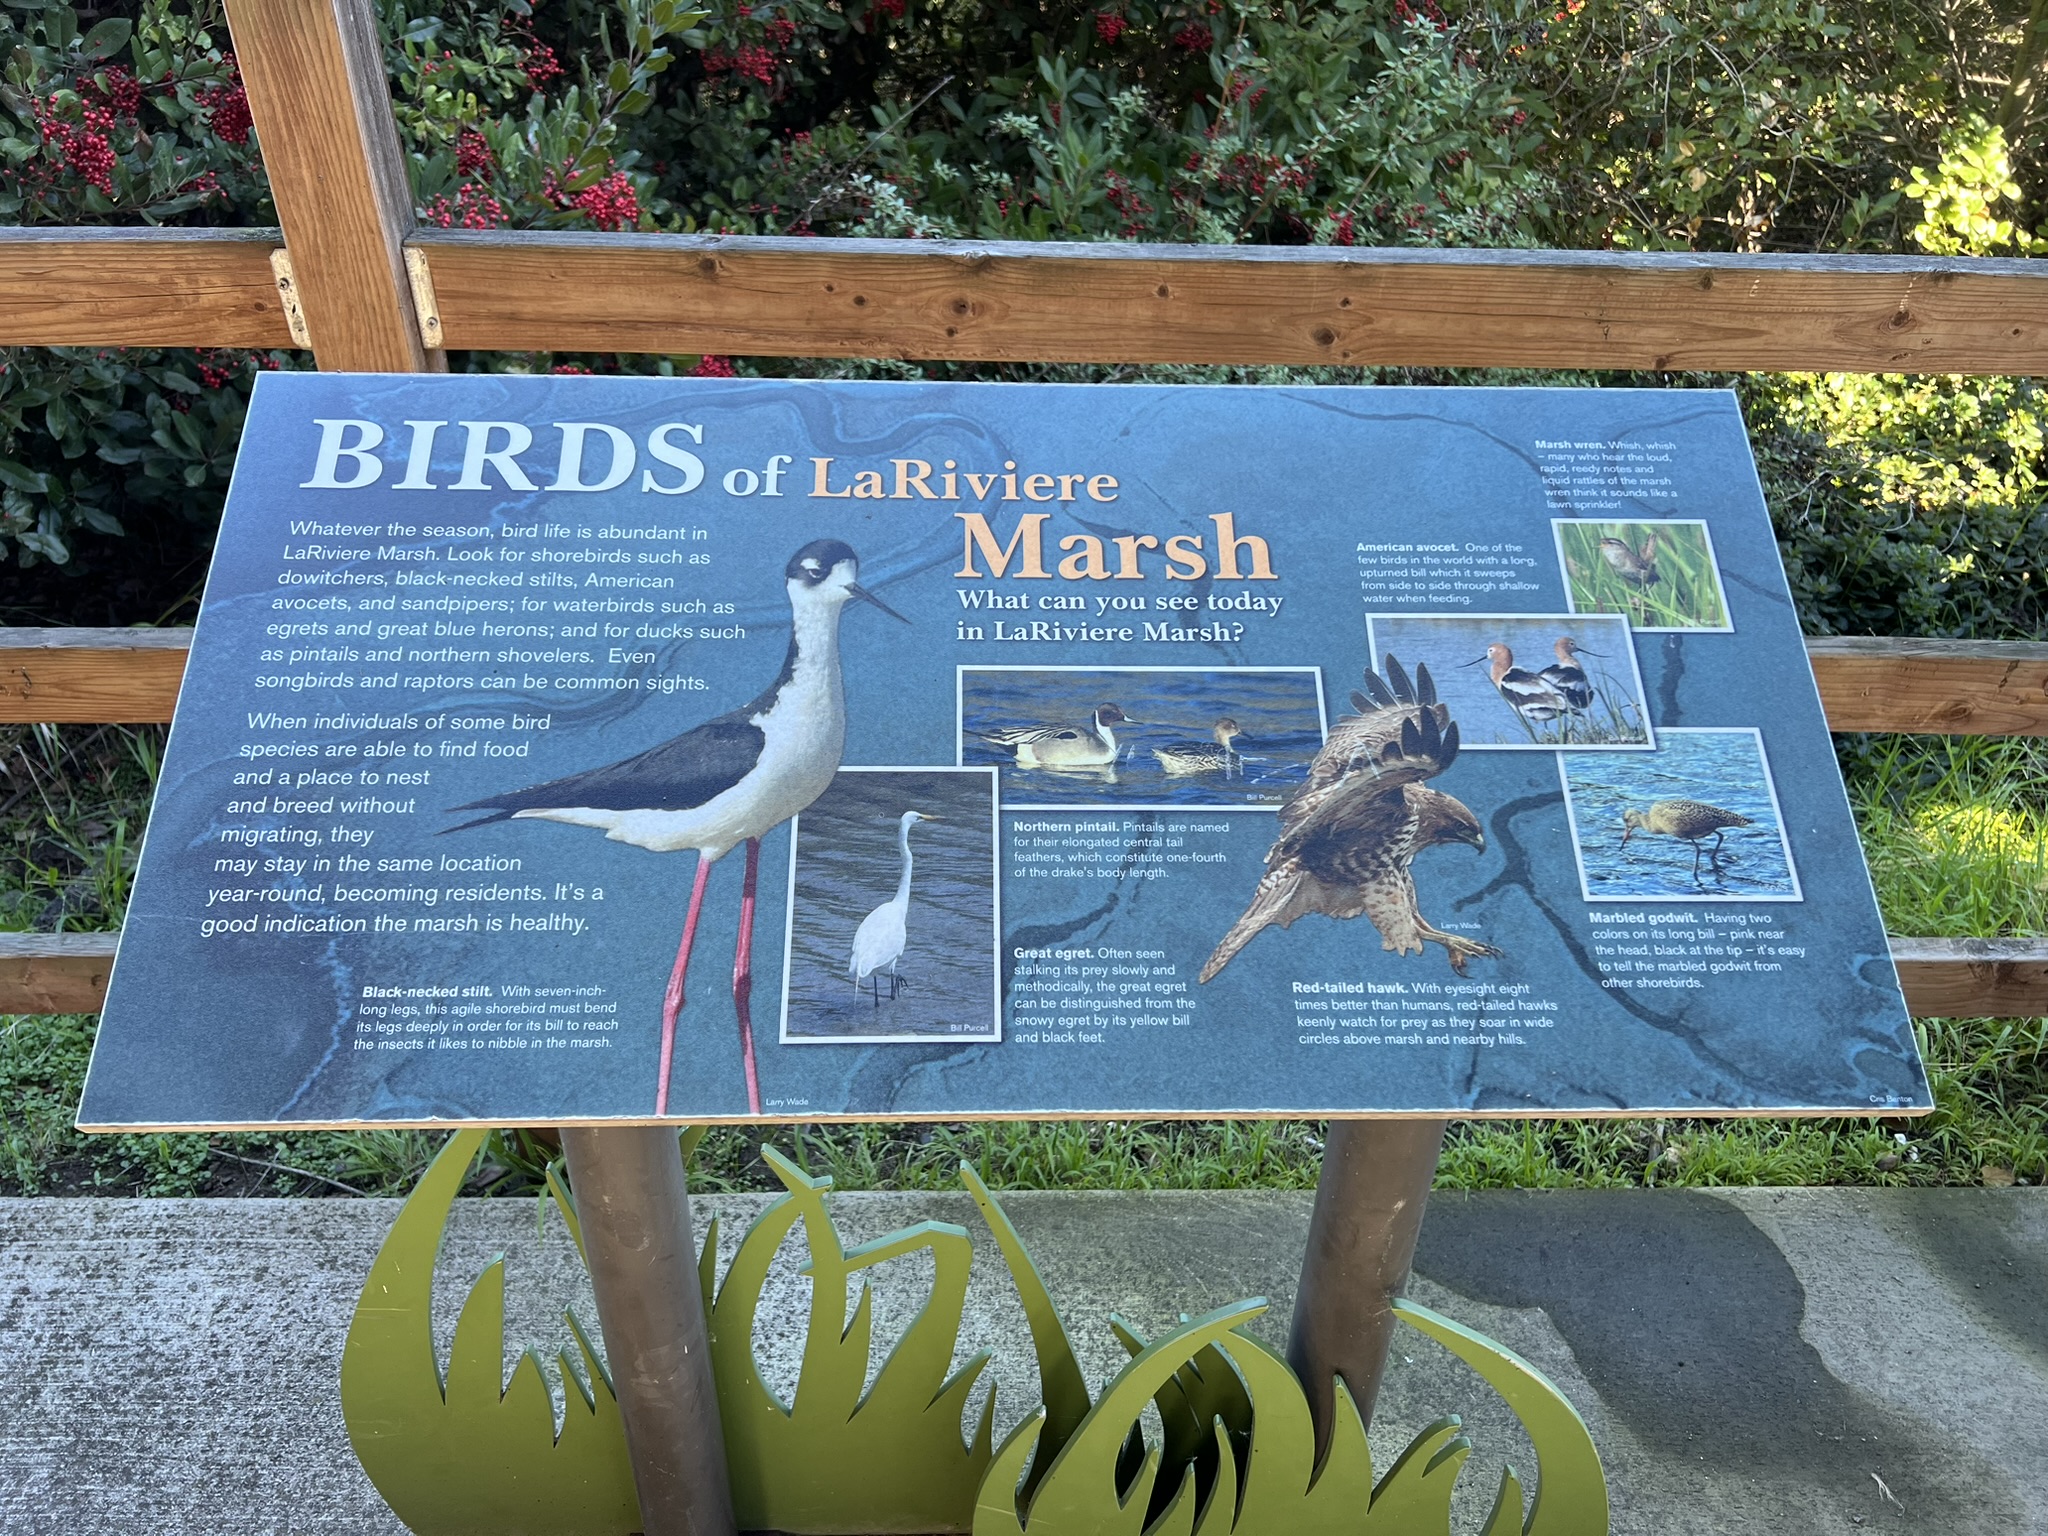 BIRDS of LaRiviere
Marsh
What can you see today
in LaRiviere Marsh?
Whatever the season, bird life is abundant in
LaRiviere Marsh. Look for shorebirds such as
dowitchers, black-necked stilts, American
avocets, and sandpipers; for waterbirds such as
egrets and great blue herons; and for ducks such
as pintails and northern shovelers. Even
songbirds and raptors can be common sights.
When individuals of some bird
species are able to find food
and a place to nest
and breed without
migrating, they
may stay in the same location
year-round, becoming residents. It's a
good indication the marsh is healthy.
Black-necked stilt. With seven-inch-
long legs, this agile shorebird must bend
its legs deeply in order for its bill to reach
the insects it likes to nibble in the marsh.
Larry Wade
Bill Purcell
Great egret. Often seen
stalking its prey slowly and
methodically, the great egret
can be distinguished from the
snowy egret by its yellow bill
and black feet.
Bill Purcell
Northern pintail. Pintails are named
for their elongated central tail
feathers, which constitute one-fourth
of the drake's body length.
Larry Wade
Red-tailed hawk. With eyesight eight
times better than humans, red-tailed hawks
keenly watch for prey as they soar in wide
circles above marsh and nearby hills.
American avocet. One of the
few birds in the world with a long,
upturned bill which it sweeps
from side to side through shallow
water when feeding.
Marsh wren. Whish, whish
– many who hear the loud,
rapid, reedy notes and
liquid rattles of the marsh
wren think it sounds like a
lawn sprinkler!
Purcell
Marbled godwit. Having two
colors on its long bill – pink near
the head, black at the tip – it's easy
to tell the marbled godwit from
other shorebirds.
Cris Benton